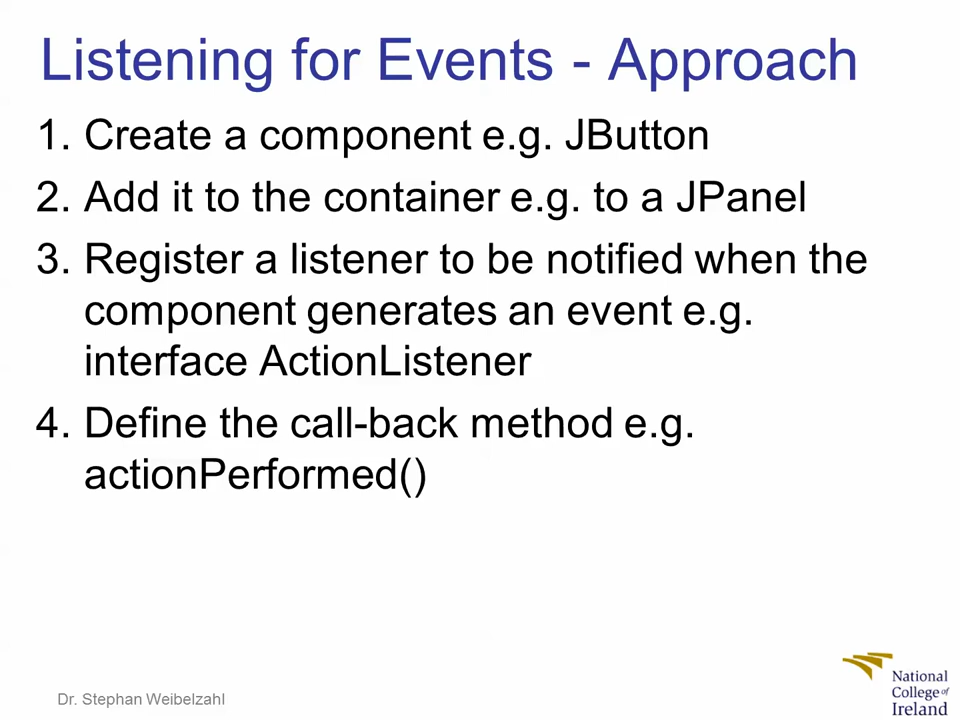 Listening for Events - Approach
1. Create a component e.g. JButton
2. Add it to the container e.g. to a JPanel
3. Register a listener to be notified when the
component generates an event e.g.
interface ActionListener
4. Define the call-back method e.g.
actionPerformed()
Dr. Stephan Weibelzahl
National
College of
Ireland